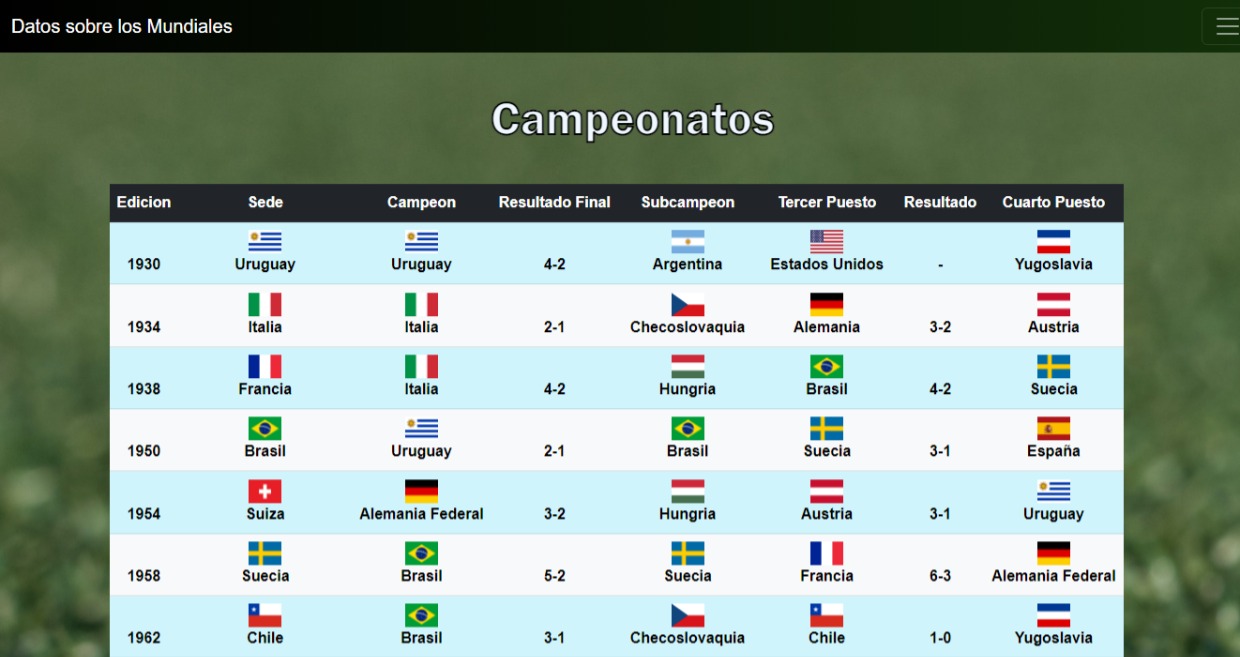 Datos sobre los Mundiales
Campeonatos
Edicion Sede Campeon Resultado Final Subcampeon Tercer Puesto Resultado Cuarto Puesto
1930 Uruguay Uruguay 4-2 Argentina Estados Unidos - Yugoslavia
1934 Italia Italia 2-1 Checoslovaquia Alemania 3-2 Austria
1938 Francia Italia 4-2 Hungria Brasil 4-2 Suecia
1950 Brasil Uruguay 2-1 Brasil Suecia 3-1 España
1954 Suiza Alemania Federal 3-2 Hungria Austria 3-1 Uruguay
1958 Suecia Brasil 5-2 Suecia Francia 6-3 Alemania Federal
1962 Chile Brasil 3-1 Checoslovaquia Chile 1-0 Yugoslavia